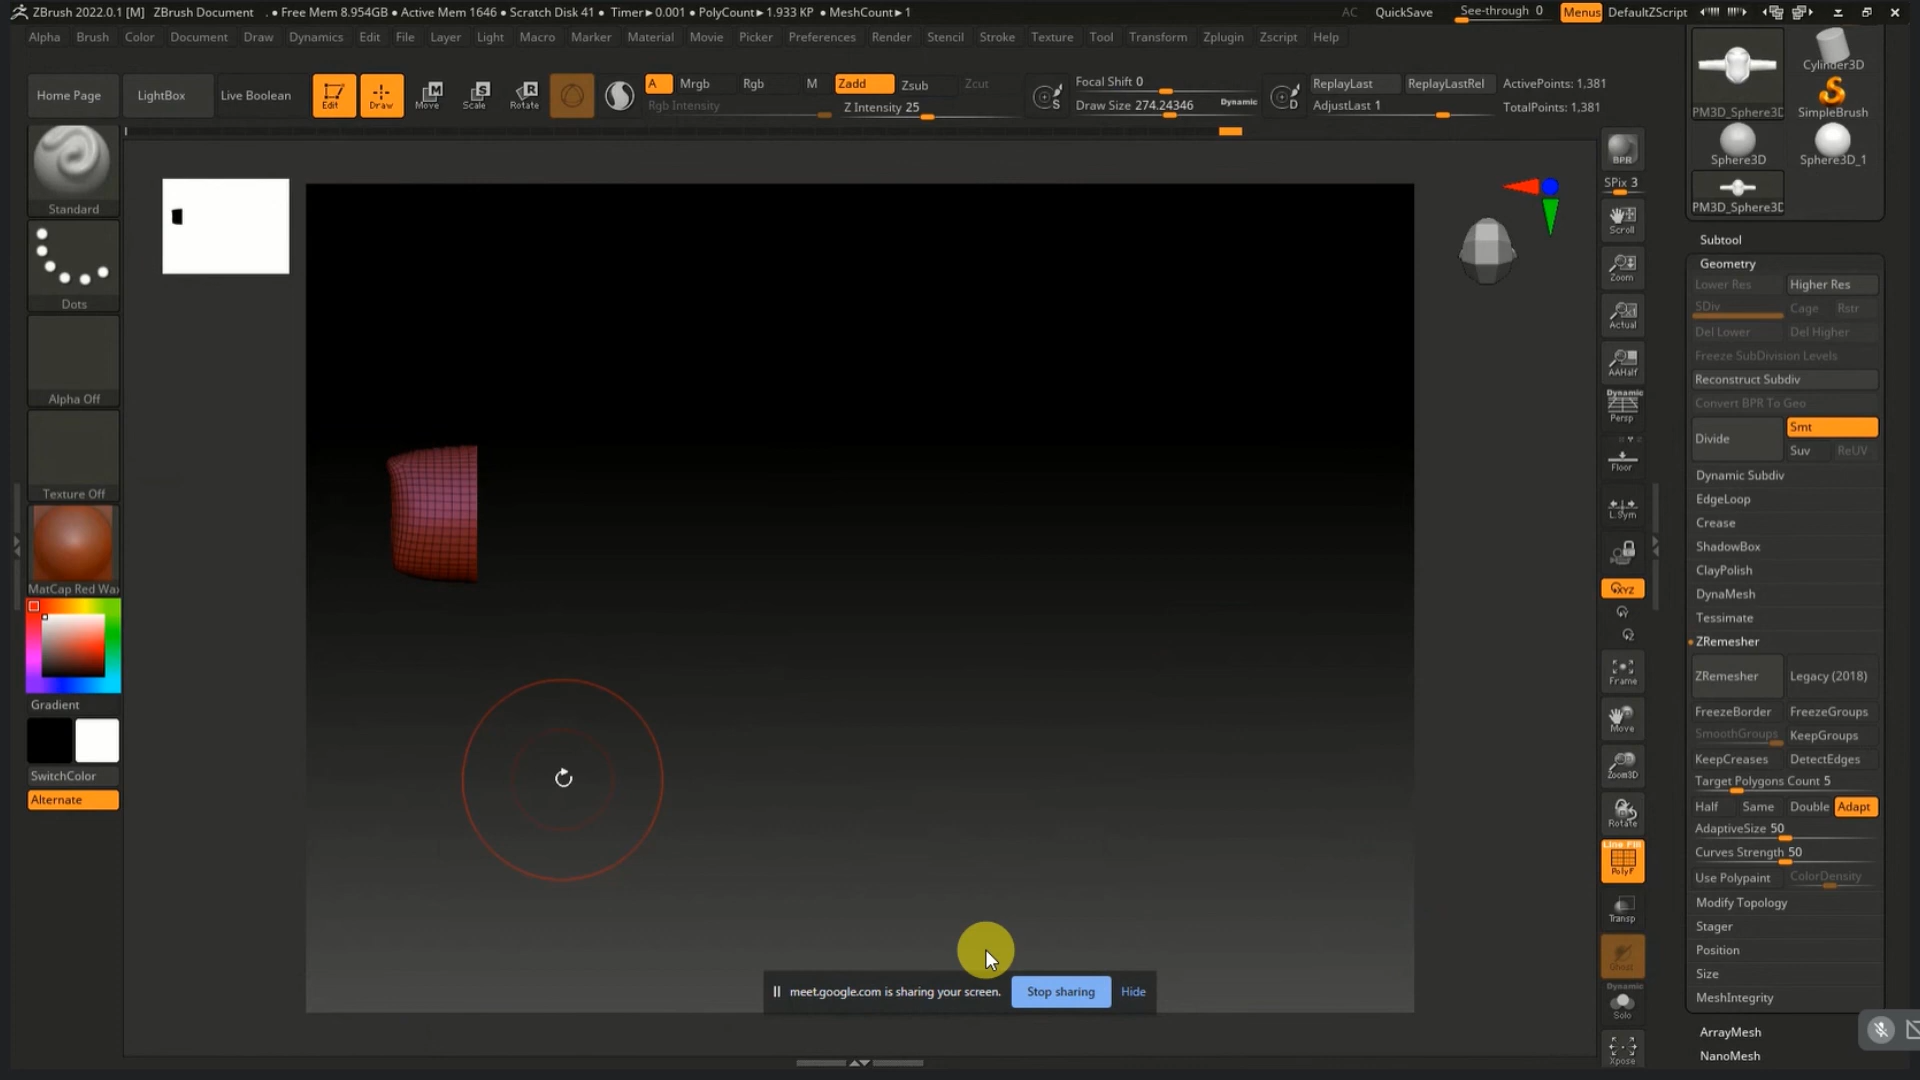 ZBrush 2022.0.1 [M] ZBrush Document . • Free Mem 8.954GB • Active Mem 1646 • Scratch Disk 41 • Timer►0.001 • PolyCount►1.933 KP • MeshCount►1 AC QuickSave See-through 0 Menus DefaultZScript
Alpha Brush Color Document Draw Dynamics Edit File Layer Light Macro Marker Material Movie Picker Preferences Render Stencil Stroke Texture Tool Transform Zplugin Zscript Help
Home Page LightBox Live Boolean Edit Draw Move Scale Rotate
A Mrgb Rgb M Zadd Zsub Zcut
Rgb Intensity Z Intensity 25
Focal Shift 0
Draw Size 274.24346 Dynamic
ReplayLast ReplayLastRel ActivePoints: 1,381
AdjustLast 1 TotalPoints: 1,381
Standard
Dots
Alpha Off
Texture Off
MatCap Red Wax
Gradient
SwitchColor
Alternate
BPR
SPix 3
Scroll
Zoom
Actual
AAHalf
Dynamic
Persp
Floor
L.Sym
XYZ
Frame
Move
Zoom3D
Rotate
Line Fill
PolyF
Transp
Ghost
Dynamic
Solo
Xpose
Cylinder3D
PM3D_Sphere3D SimpleBrush
Sphere3D Sphere3D_1
PM3D_Sphere3D
Subtool
Geometry
Lower Res Higher Res
SDiv Cage Rstr
Del Lower Del Higher
Freeze SubDivision Levels
Reconstruct Subdiv
Convert BPR To Geo
Divide Smt
Suv ReUV
Dynamic Subdiv
EdgeLoop
Crease
ShadowBox
ClayPolish
DynaMesh
Tessimate
ZRemesher
ZRemesher Legacy (2018)
FreezeBorder FreezeGroups
SmoothGroups KeepGroups
KeepCreases DetectEdges
Target Polygons Count 5
Half Same Double Adapt
AdaptiveSize 50
Curves Strength 50
Use Polypaint ColorDensity
Modify Topology
Stager
Position
Size
MeshIntegrity
ArrayMesh
NanoMesh
meet.google.com is sharing your screen. Stop sharing Hide